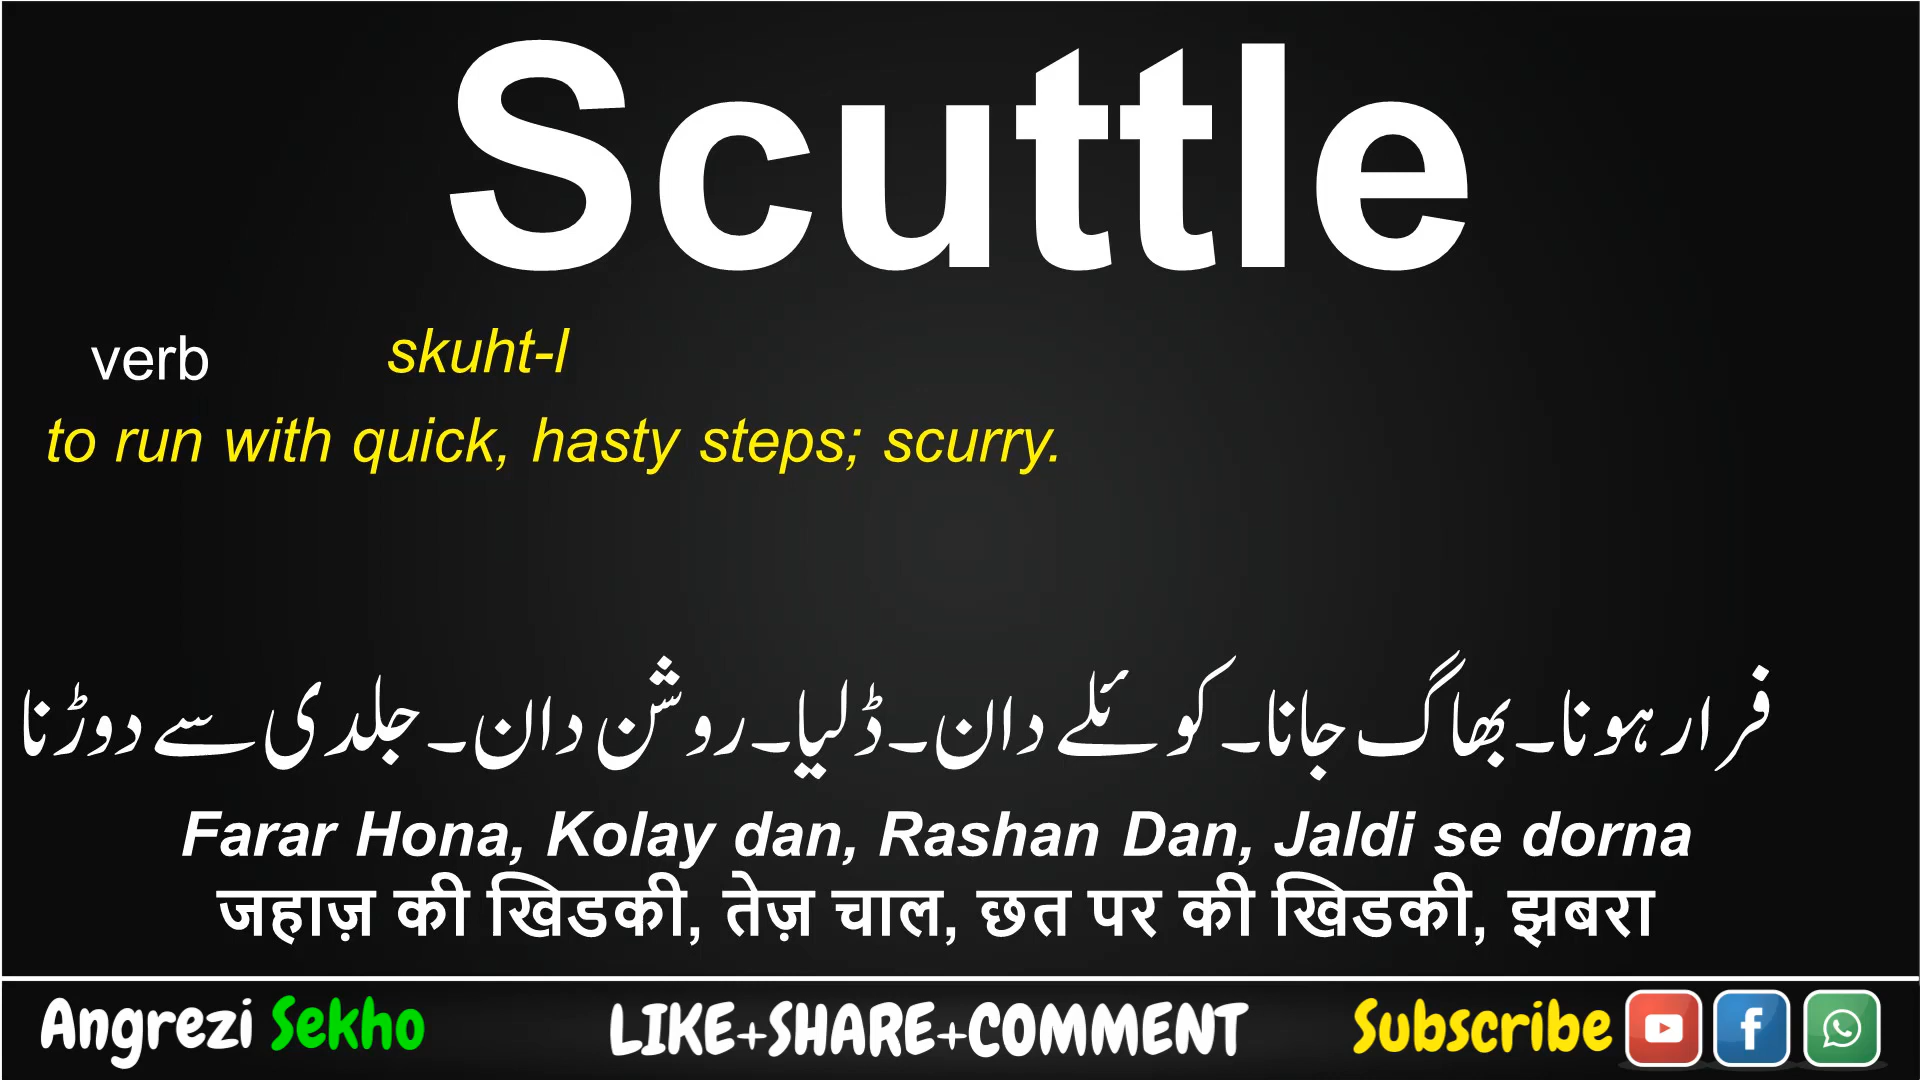 Scuttle
verb skuht-l
to run with quick, hasty steps; scurry.
فرار ہونا۔بھاگ جانا۔کوئلے دان۔ڈلیا۔روشن دان۔جلدی سے دوڑنا
Farar Hona, Kolay dan, Rashan Dan, Jaldi se dorna
जहाज़ की खिडकी, तेज़ चाल, छत पर की खिडकी, झबरा
Angrezi Sekho LIKE+SHARE+COMMENT Subscribe